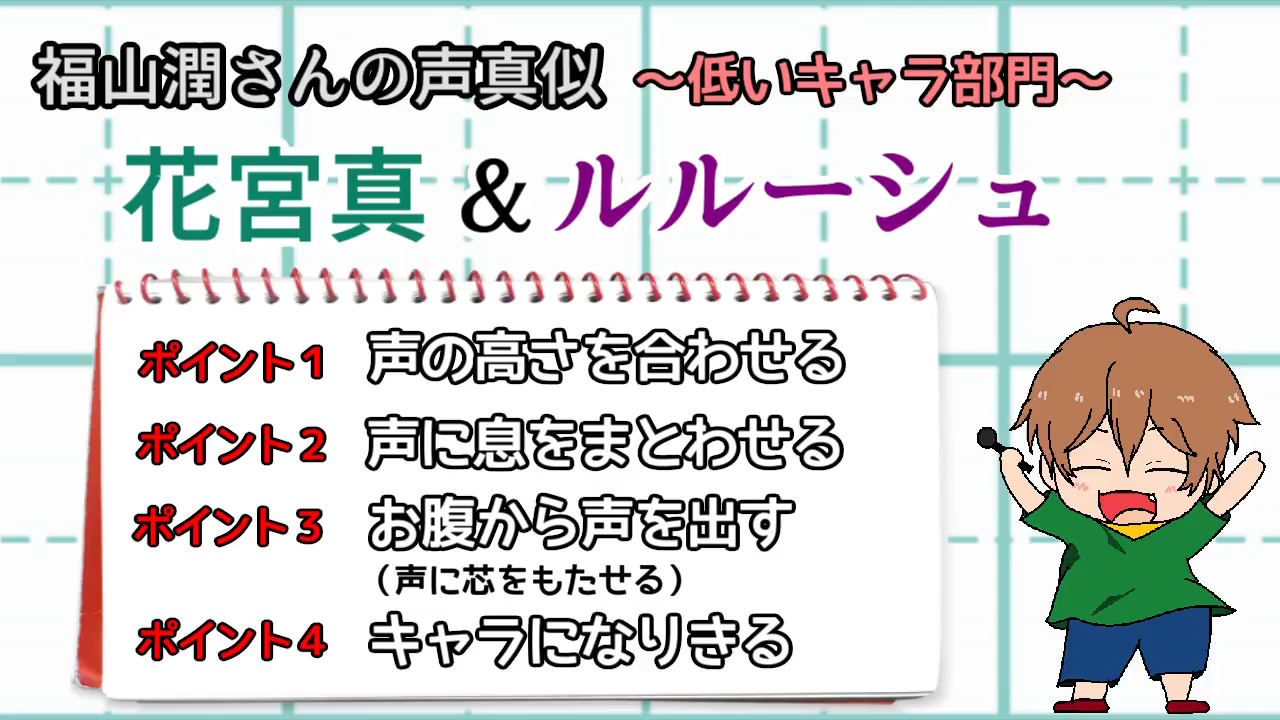 福山潤さんの声真似 ～低いキャラ部門～
花宮真＆ルルーシュ
ポイント１ 声の高さを合わせる
ポイント２ 声に息をまとわせる
ポイント３ お腹から声を出す
（声に芯をもたせる）
ポイント４ キャラになりきる